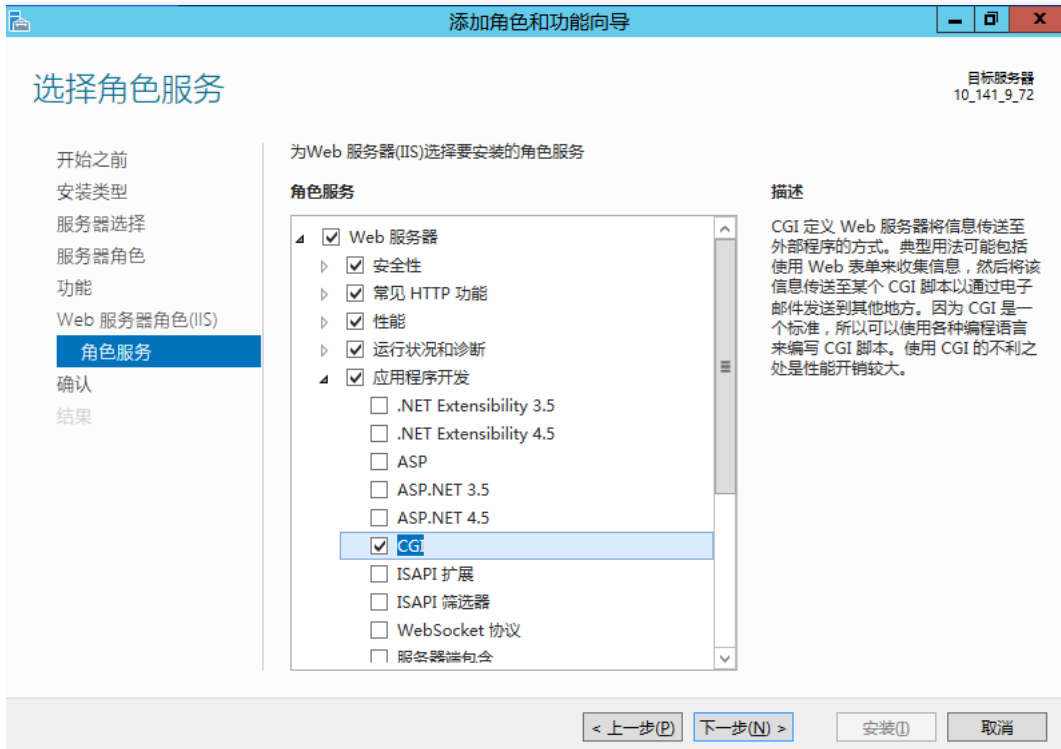 添加角色和功能向导
选择角色服务
目标服务器
10_141_9_72
开始之前
安装类型
服务器选择
服务器角色
功能
Web 服务器角色(IIS)
角色服务
确认
结果
为Web 服务器(IIS)选择要安装的角色服务
角色服务
Web 服务器
安全性
常见 HTTP 功能
性能
运行状况和诊断
应用程序开发
.NET Extensibility 3.5
.NET Extensibility 4.5
ASP
ASP.NET 3.5
ASP.NET 4.5
CGI
ISAPI 扩展
ISAPI 筛选器
WebSocket 协议
服务器端包含
描述
CGI 定义 Web 服务器将信息传送至
外部程序的方式。典型用法可能包括
使用 Web 表单来收集信息，然后将该
信息传送至某个 CGI 脚本以通过电子
邮件发送到其他地方。因为 CGI 是一
个标准，所以可以使用各种编程语言
来编写 CGI 脚本。使用 CGI 的不利之
处是性能开销较大。
< 上一步(P)
下一步(N) >
安装(I)
取消